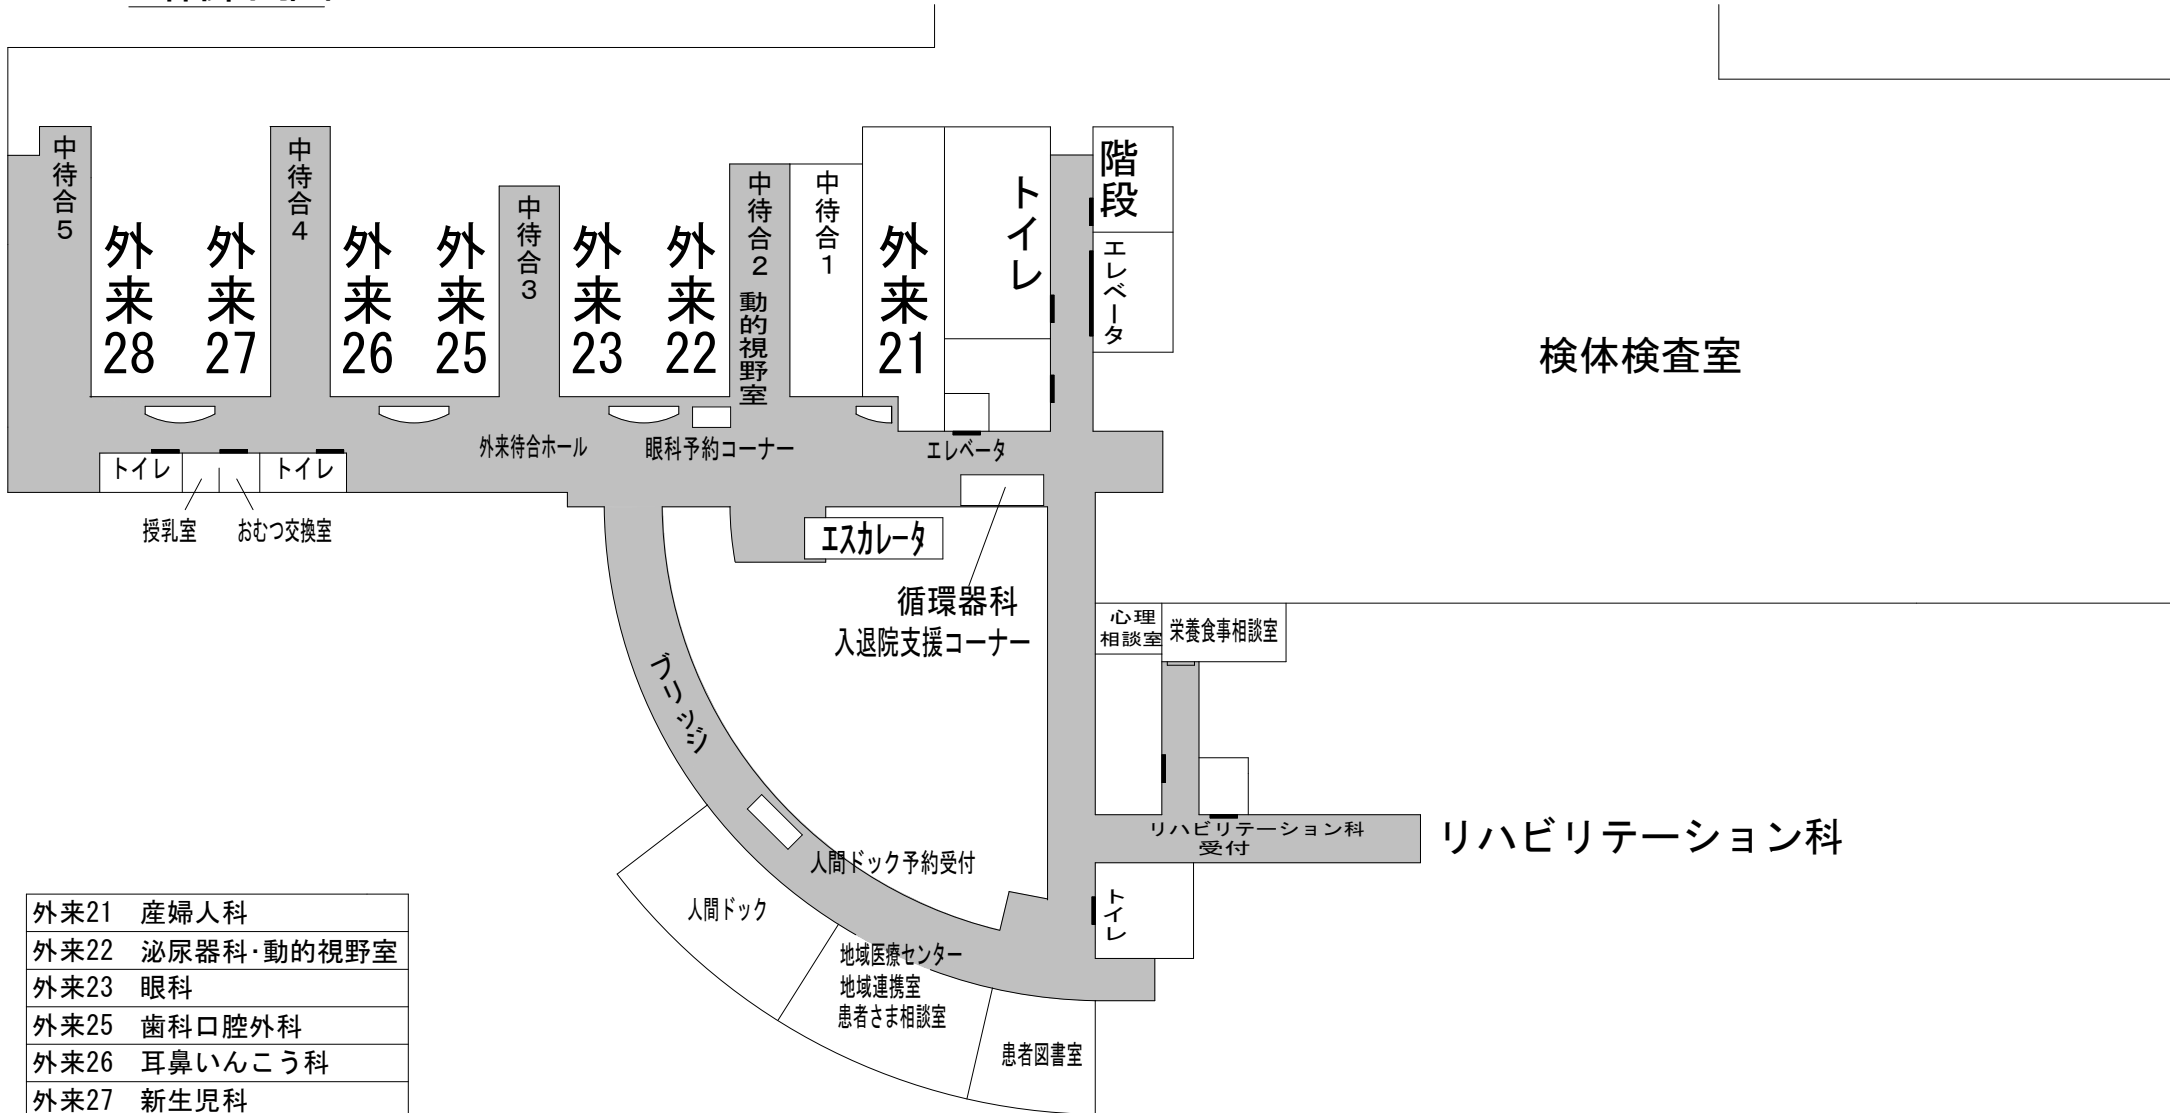 中待合5
外来28
外来27
中待合4
外来26
外来25
中待合3
外来23
外来22
中待合2 動的視野室
中待合1
外来21
トイレ
階段
エレベータ
検体検査室
外来待合ホール
眼科予約コーナー
エレベータ
トイレ
トイレ
授乳室
おむつ交換室
エスカレータ
循環器科
入退院支援コーナー
心理
相談室
栄養食事相談室
ブリッジ
リハビリテーション科
受付
リハビリテーション科
人間ドック予約受付
人間ドック
トイレ
地域医療センター
地域連携室
患者さま相談室
患者図書室
外来21 産婦人科
外来22 泌尿器科・動的視野室
外来23 眼科
外来25 歯科口腔外科
外来26 耳鼻いんこう科
外来27 新生児科